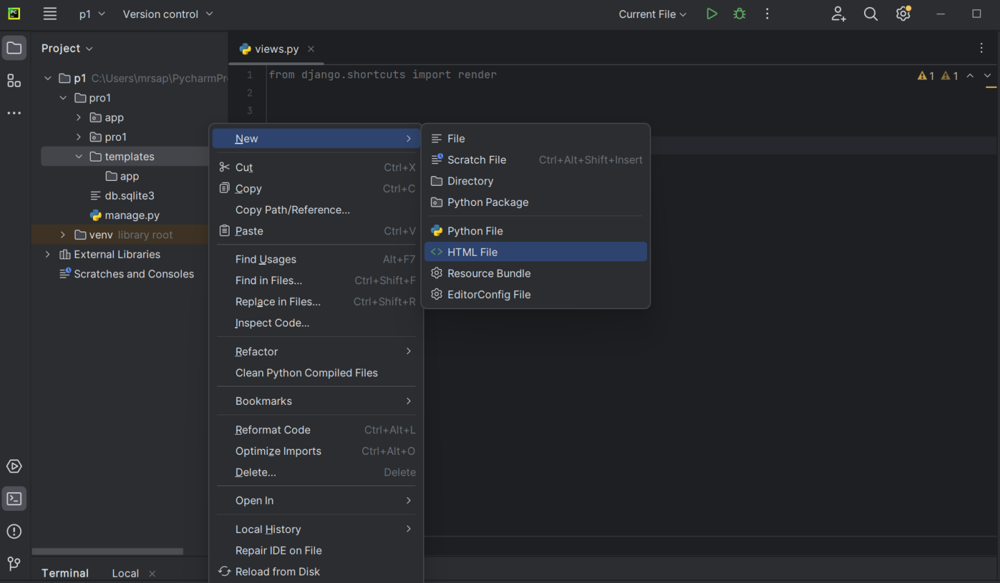 PC
p1
Version control
Current File
Project
views.py
p1 C:\Users\mrsap\PycharmPr
pro1
app
pro1
templates
app
db.sqlite3
manage.py
venv library root
External Libraries
Scratches and Consoles
1 from django.shortcuts import render
2
3
1 1
New
Cut Ctrl+X
Copy Ctrl+C
Copy Path/Reference...
Paste Ctrl+V
Find Usages Alt+F7
Find in Files... Ctrl+Shift+F
Replace in Files... Ctrl+Shift+R
Inspect Code...
Refactor
Clean Python Compiled Files
Bookmarks
Reformat Code Ctrl+Alt+L
Optimize Imports Ctrl+Alt+O
Delete... Delete
Open In
Local History
Repair IDE on File
Reload from Disk
File
Scratch File Ctrl+Alt+Shift+Insert
Directory
Python Package
Python File
HTML File
Resource Bundle
EditorConfig File
Terminal Local